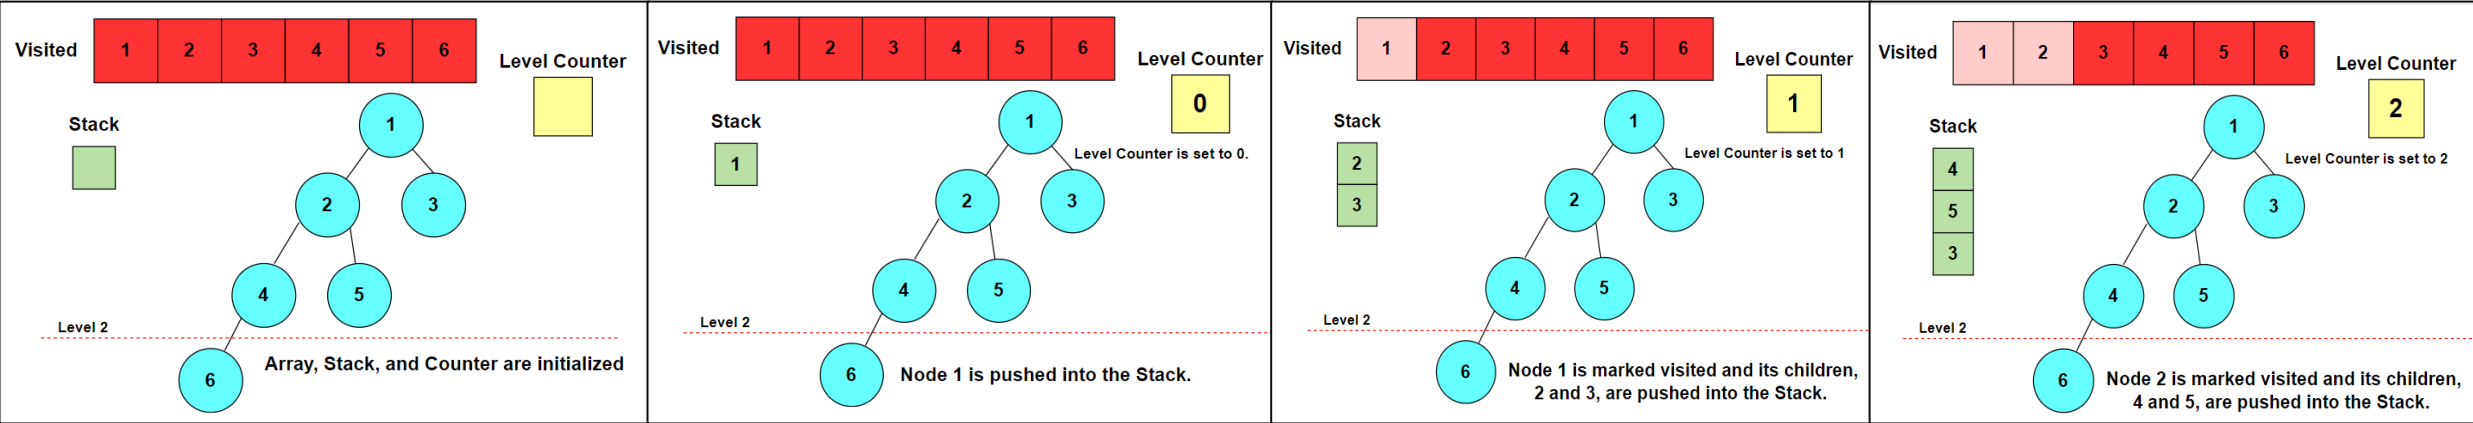 Visited 1 2 3 4 5 6
Level Counter
Stack
1
2 3
4 5
Level 2
6
Array, Stack, and Counter are initialized
Visited 1 2 3 4 5 6
Level Counter
0
Level Counter is set to 0.
Stack
1
1
2 3
4 5
Level 2
6
Node 1 is pushed into the Stack.
Visited 1 2 3 4 5 6
Level Counter
1
Level Counter is set to 1
Stack
2
3
1
2 3
4 5
Level 2
6
Node 1 is marked visited and its children,
2 and 3, are pushed into the Stack.
Visited 1 2 3 4 5 6
Level Counter
2
Level Counter is set to 2
Stack
4
5
3
1
2 3
4 5
Level 2
6
Node 2 is marked visited and its children,
4 and 5, are pushed into the Stack.